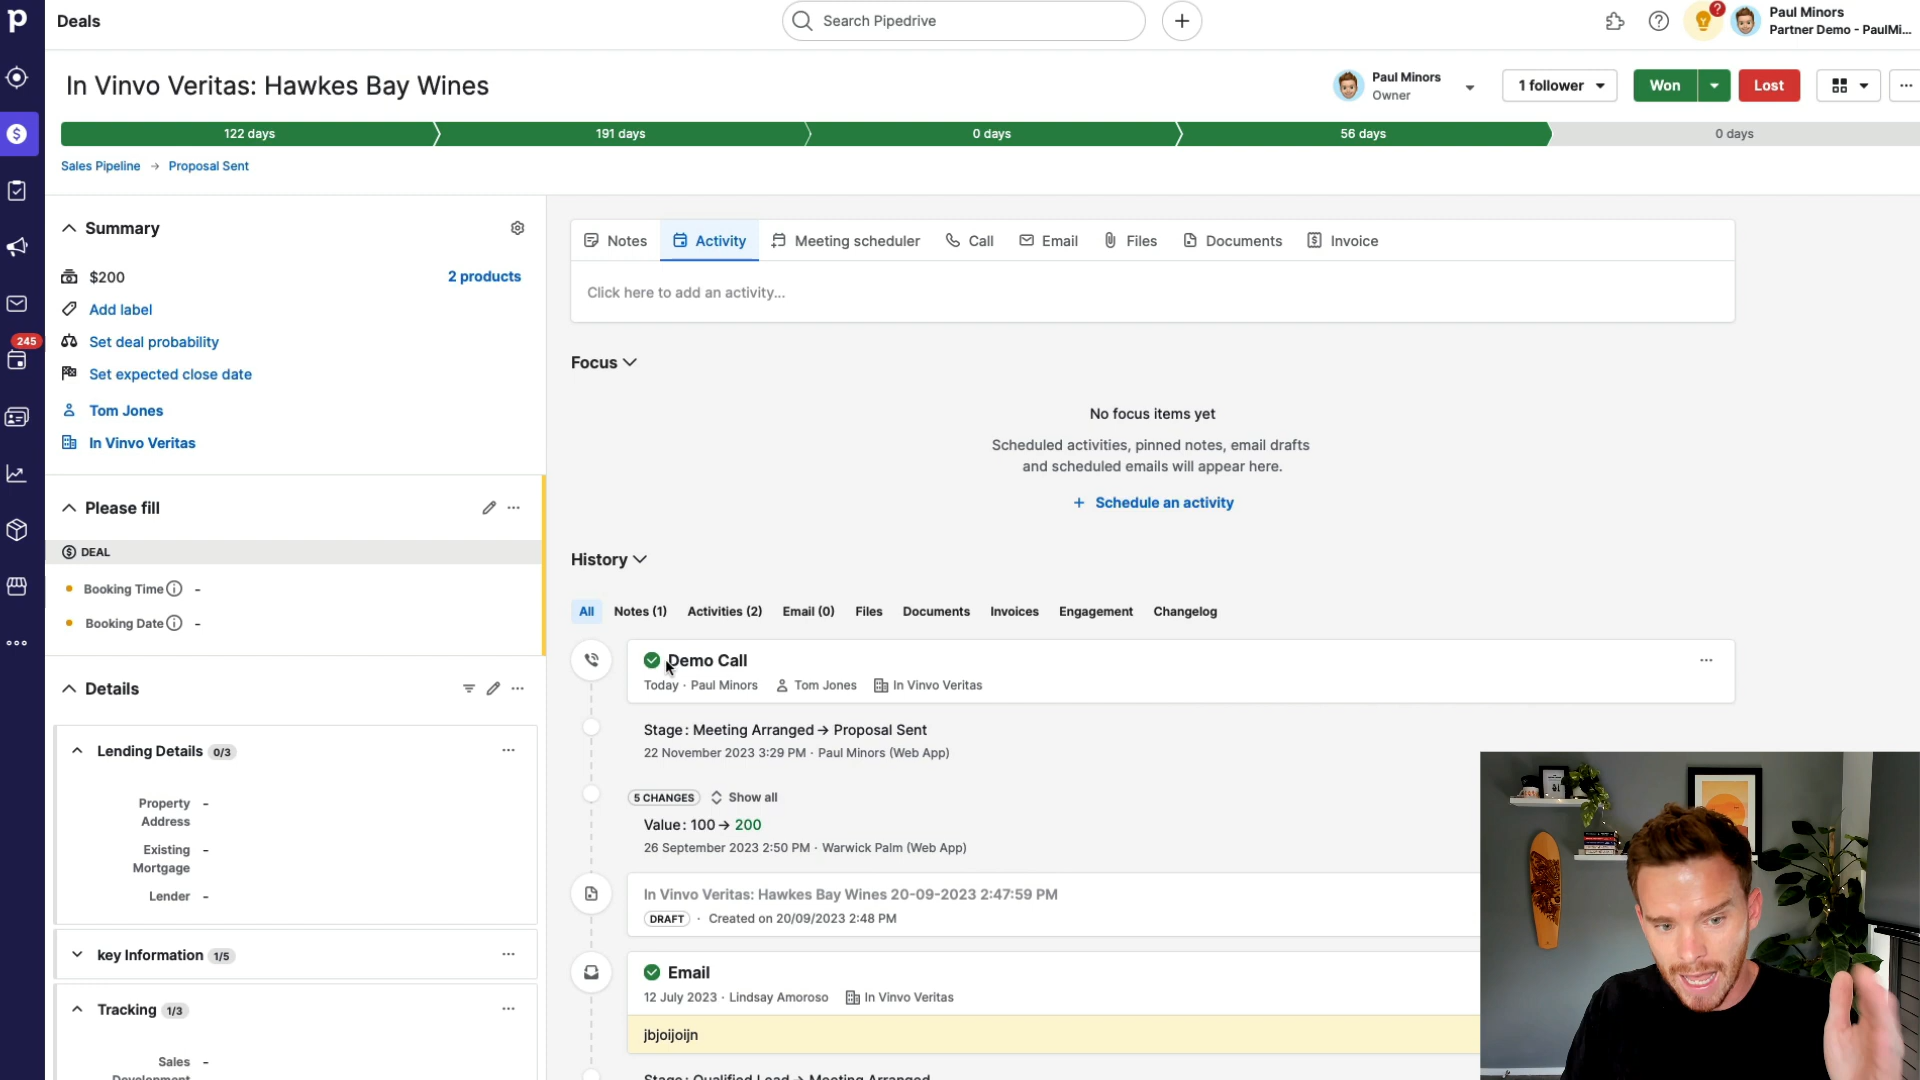 Deals
Search Pipedrive
?
Paul Minors
Partner Demo - PaulMi...
In Vinvo Veritas: Hawkes Bay Wines
Paul Minors
Owner
1 follower
Won
Lost
122 days
191 days
0 days
56 days
0 days
Sales Pipeline → Proposal Sent
Summary
$200
2 products
Add label
Set deal probability
Set expected close date
Tom Jones
In Vinvo Veritas
245
Please fill
DEAL
Booking Time -
Booking Date -
Details
Lending Details 0/3
Property Address -
Existing Mortgage -
Lender -
key Information 1/5
Tracking 1/3
Sales -
Development
Notes
Activity
Meeting scheduler
Call
Email
Files
Documents
Invoice
Click here to add an activity...
Focus
No focus items yet
Scheduled activities, pinned notes, email drafts
and scheduled emails will appear here.
+ Schedule an activity
History
All
Notes (1)
Activities (2)
Email (0)
Files
Documents
Invoices
Engagement
Changelog
Demo Call
Today · Paul Minors Tom Jones In Vinvo Veritas
Stage: Meeting Arranged → Proposal Sent
22 November 2023 3:29 PM · Paul Minors (Web App)
5 CHANGES Show all
Value: 100 → 200
26 September 2023 2:50 PM · Warwick Palm (Web App)
In Vinvo Veritas: Hawkes Bay Wines 20-09-2023 2:47:59 PM
DRAFT · Created on 20/09/2023 2:48 PM
Email
12 July 2023 · Lindsay Amoroso In Vinvo Veritas
jbjoijoijn
Stage: Qualified Lead → Meeting Arranged